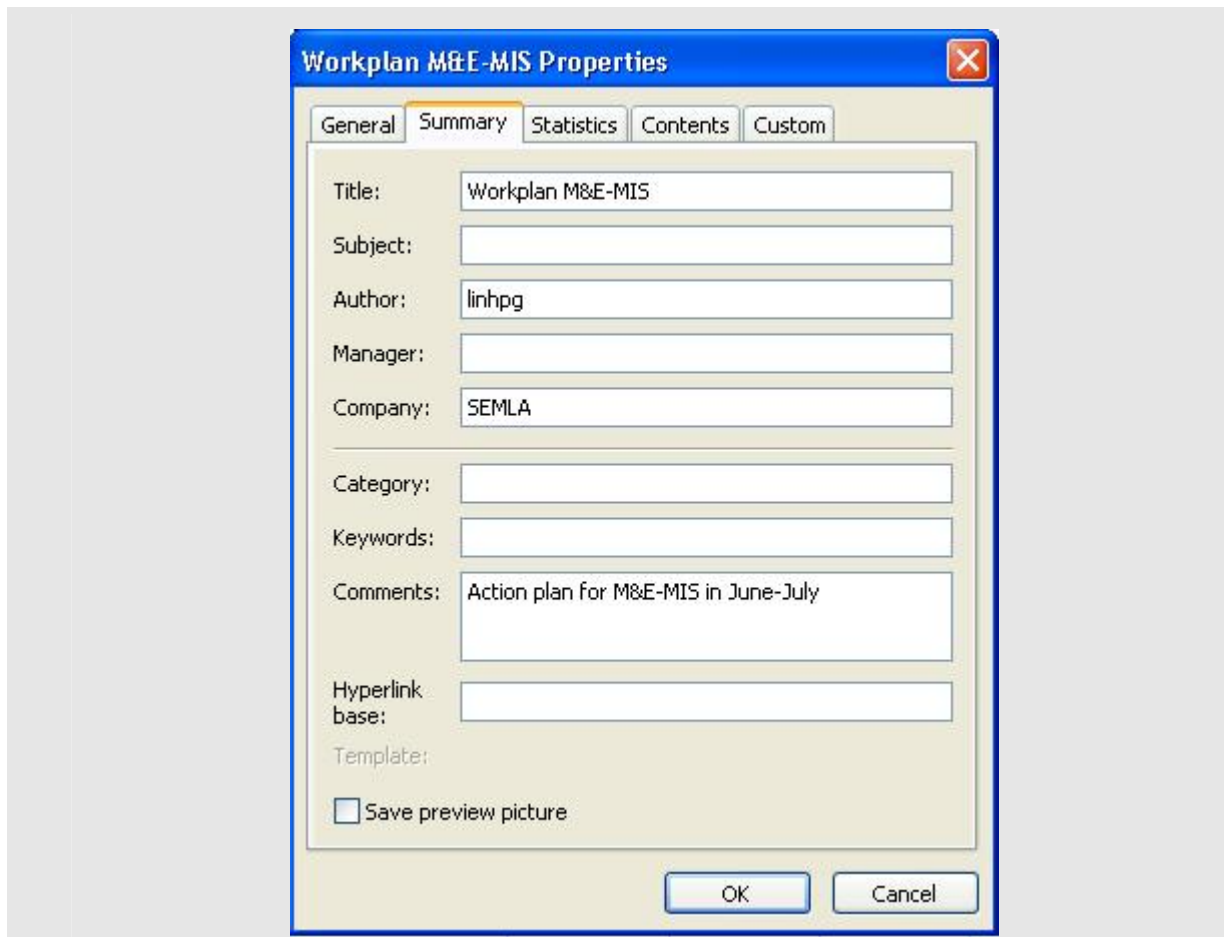 Workplan M&E-MIS Properties
General Summary Statistics Contents Custom
Title: Workplan M&E-MIS
Subject:
Author: linhpg
Manager:
Company: SEMLA
Category:
Keywords:
Comments: Action plan for M&E-MIS in June-July
Hyperlink
base:
Template:
Save preview picture
OK Cancel